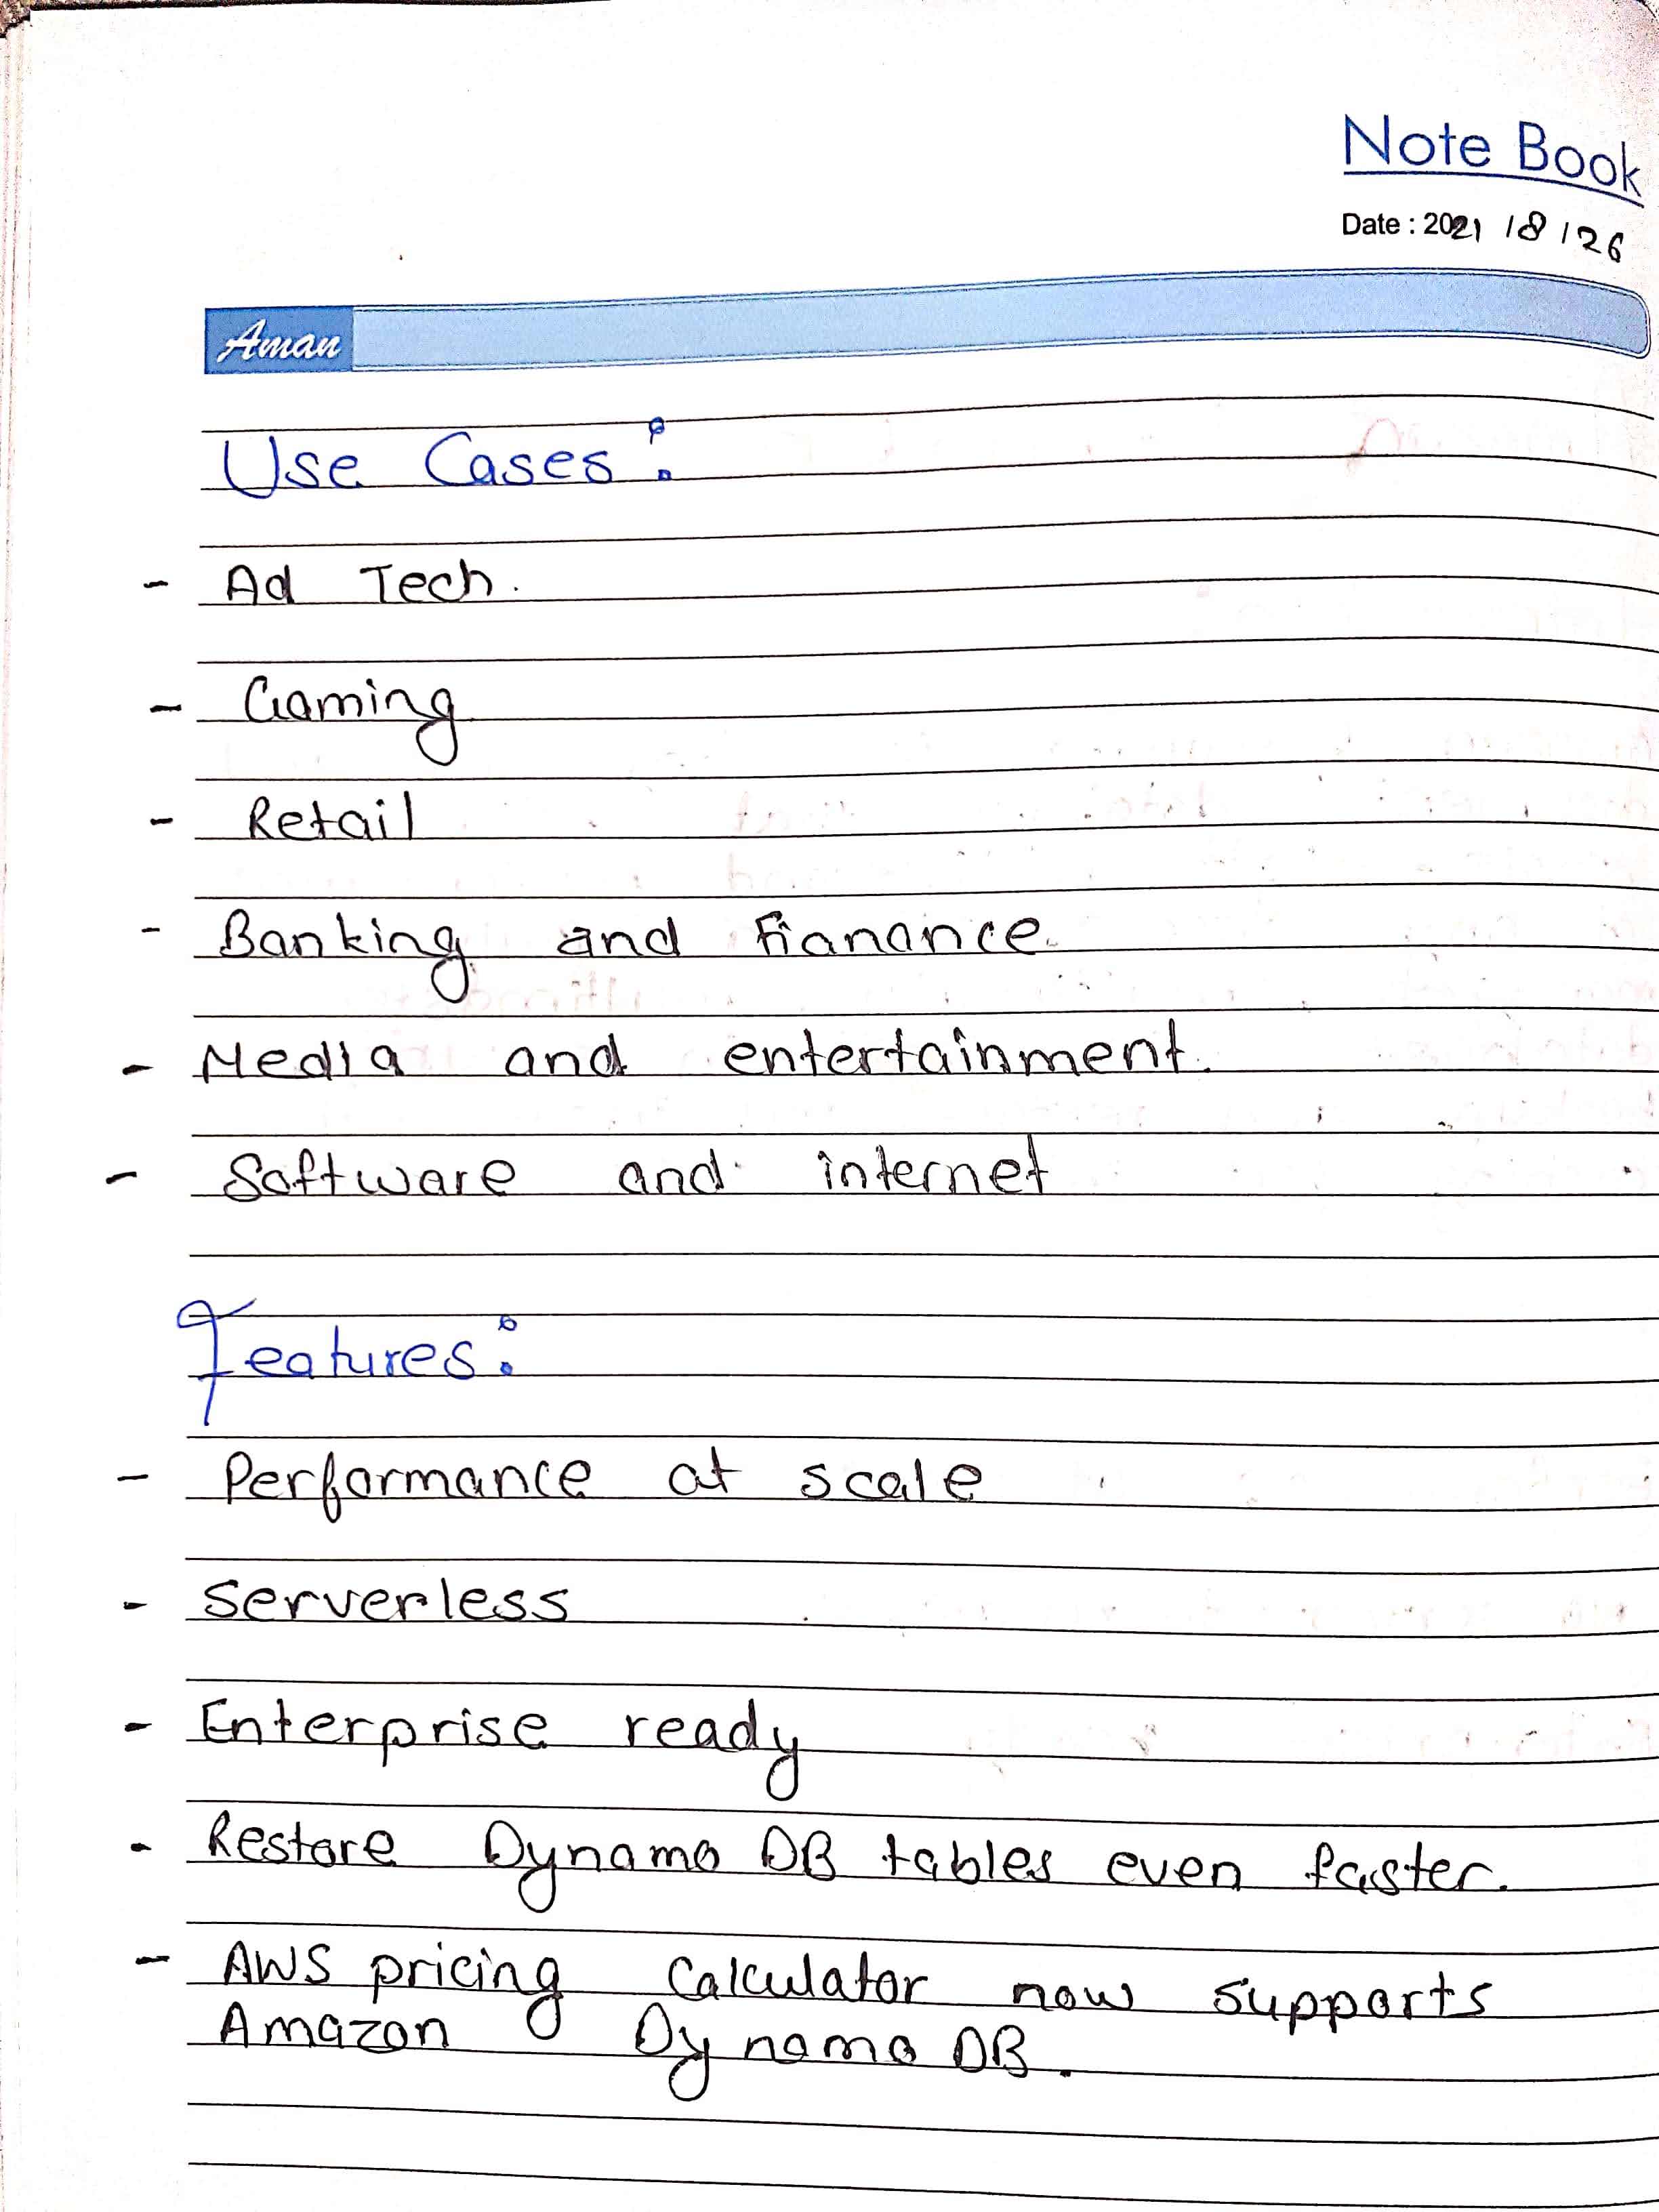 Note Book
Date : 2021 / 8 / 26
Aman
Use Cases:
- Ad Tech.
- Gaming
- Retail
- Banking and Fianance.
- Media and entertainment.
- Software and internet
Features:
- Performance at scale
- Serverless
- Enterprise ready
- Restore Dynamo DB tables even faster.
- AWS pricing Calculator now supports
Amazon Dynamo DB.